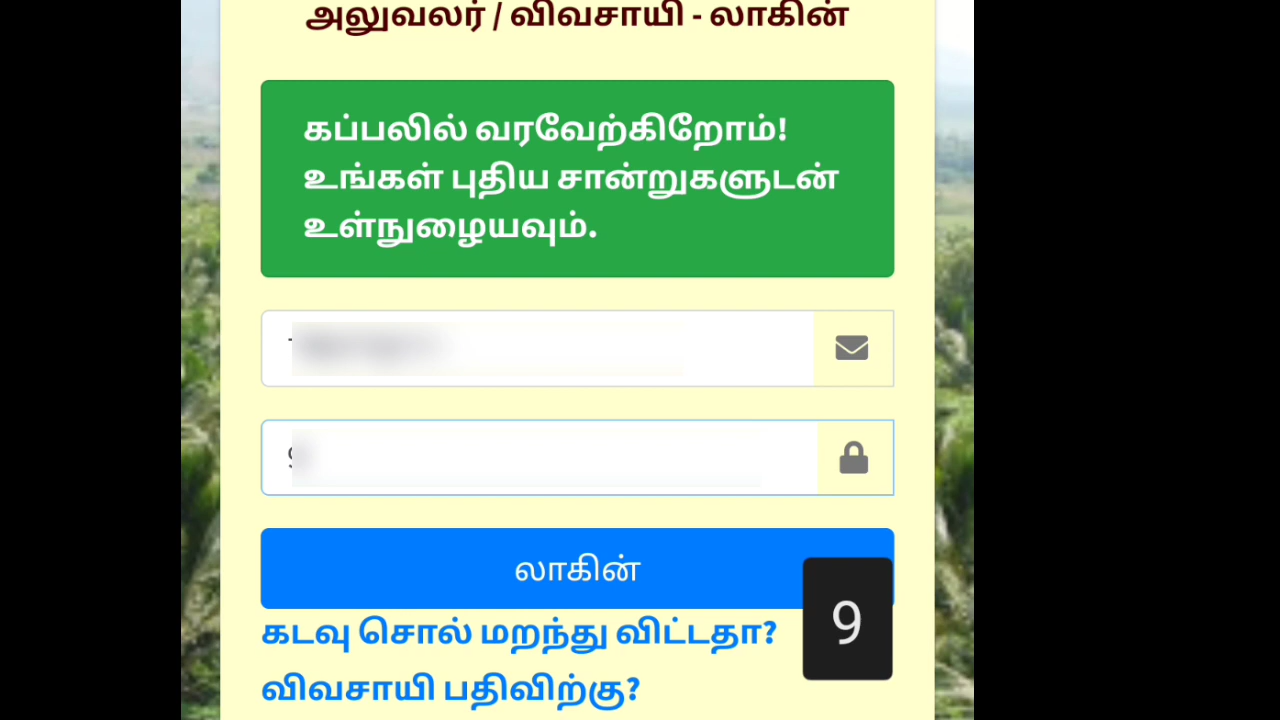 அலுவலர் / விவசாயி - லாகின்
கப்பலில் வரவேற்கிறோம்!
உங்கள் புதிய சான்றுகளுடன்
உள்நுழையவும்.
லாகின்
9
கடவு சொல் மறந்து விட்டதா?
விவசாயி பதிவிற்கு?